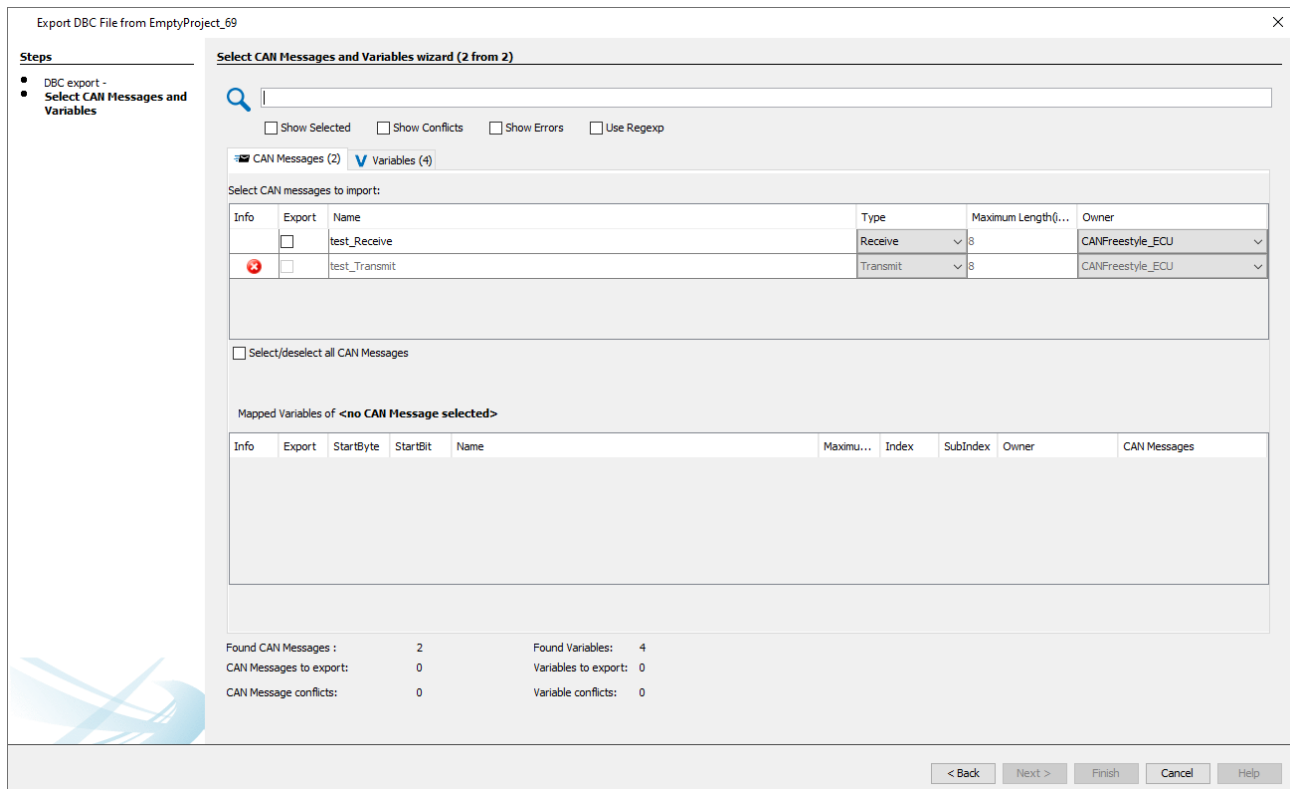 Export DBC File from EmptyProject_69
Steps
DBC export -
Select CAN Messages and
Variables
Select CAN Messages and Variables wizard (2 from 2)
Show Selected Show Conflicts Show Errors Use Regexp
CAN Messages (2) V Variables (4)
Select CAN messages to import:
Info Export Name Type Maximum Length(i... Owner
test_Receive Receive 8 CANFreestyle_ECU
test_Transmit Transmit 8 CANFreestyle_ECU
Select/deselect all CAN Messages
Mapped Variables of <no CAN Message selected>
Info Export StartByte StartBit Name Maximu... Index SubIndex Owner CAN Messages
Found CAN Messages : 2 Found Variables: 4
CAN Messages to export: 0 Variables to export: 0
CAN Message conflicts: 0 Variable conflicts: 0
< Back Next > Finish Cancel Help